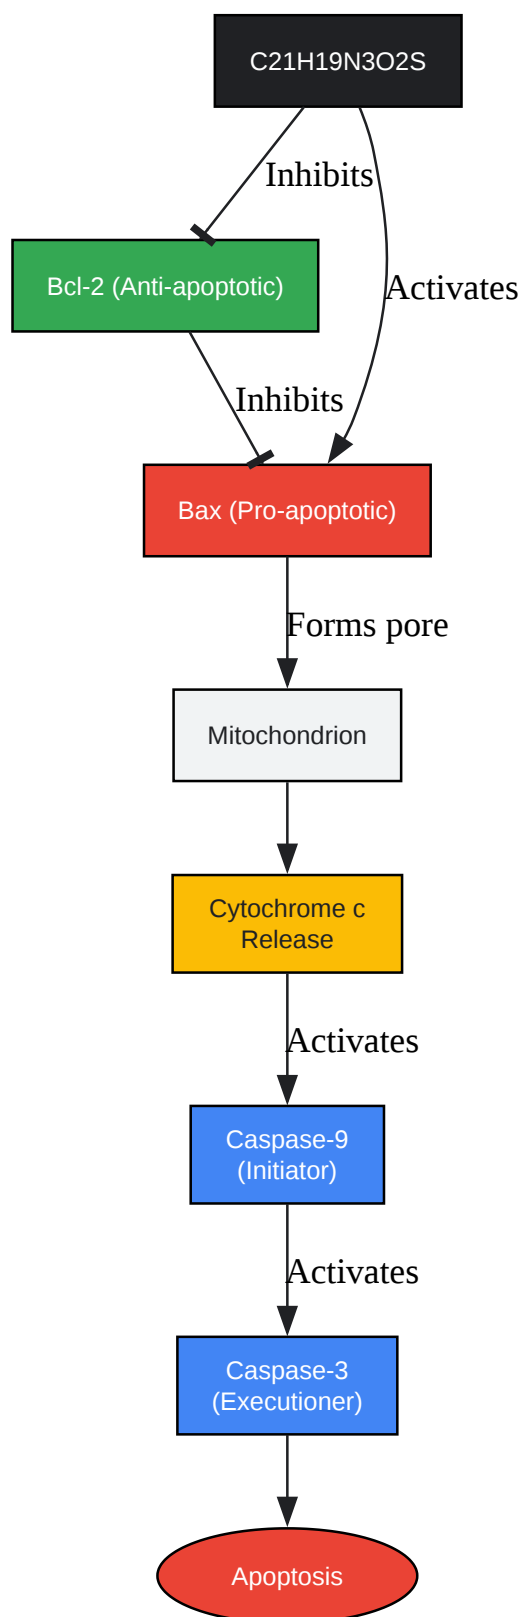 C21H19N3O2S
Inhibits
Bcl-2 (Anti-apoptotic)
Activates
Inhibits
Bax (Pro-apoptotic)
Forms pore
Mitochondrion
Cytochrome c
Release
Activates
Caspase-9
(Initiator)
Activates
Caspase-3
(Executioner)
Apoptosis